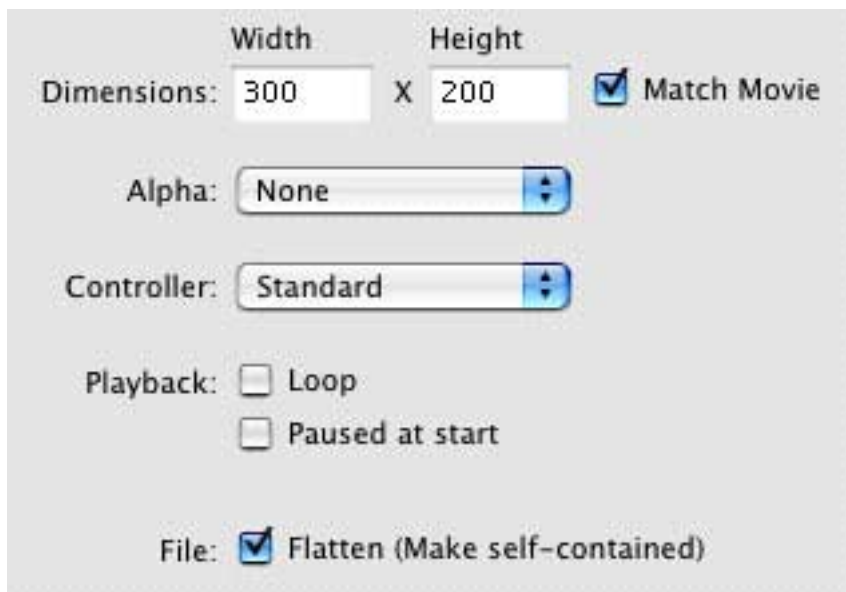 Width Height
Dimensions: 300 X 200 Match Movie
Alpha: None
Controller: Standard
Playback: Loop
Paused at start
File: Flatten (Make self-contained)